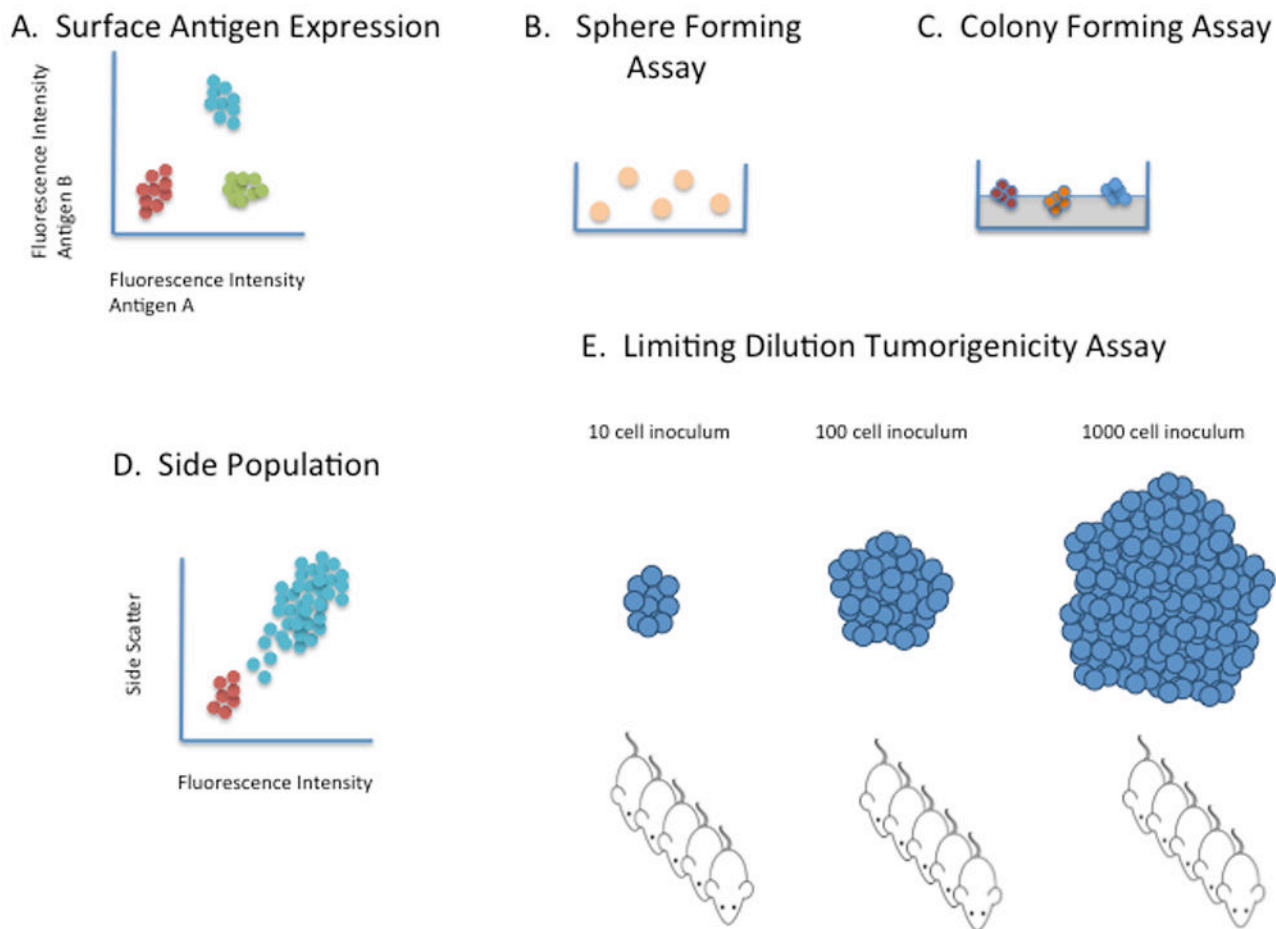 A. Surface Antigen Expression
Fluorescence Intensity
Antigen B
Fluorescence Intensity
Antigen A
B. Sphere Forming
Assay
C. Colony Forming Assay
D. Side Population
Side Scatter
Fluorescence Intensity
E. Limiting Dilution Tumorigenicity Assay
10 cell inoculum
100 cell inoculum
1000 cell inoculum